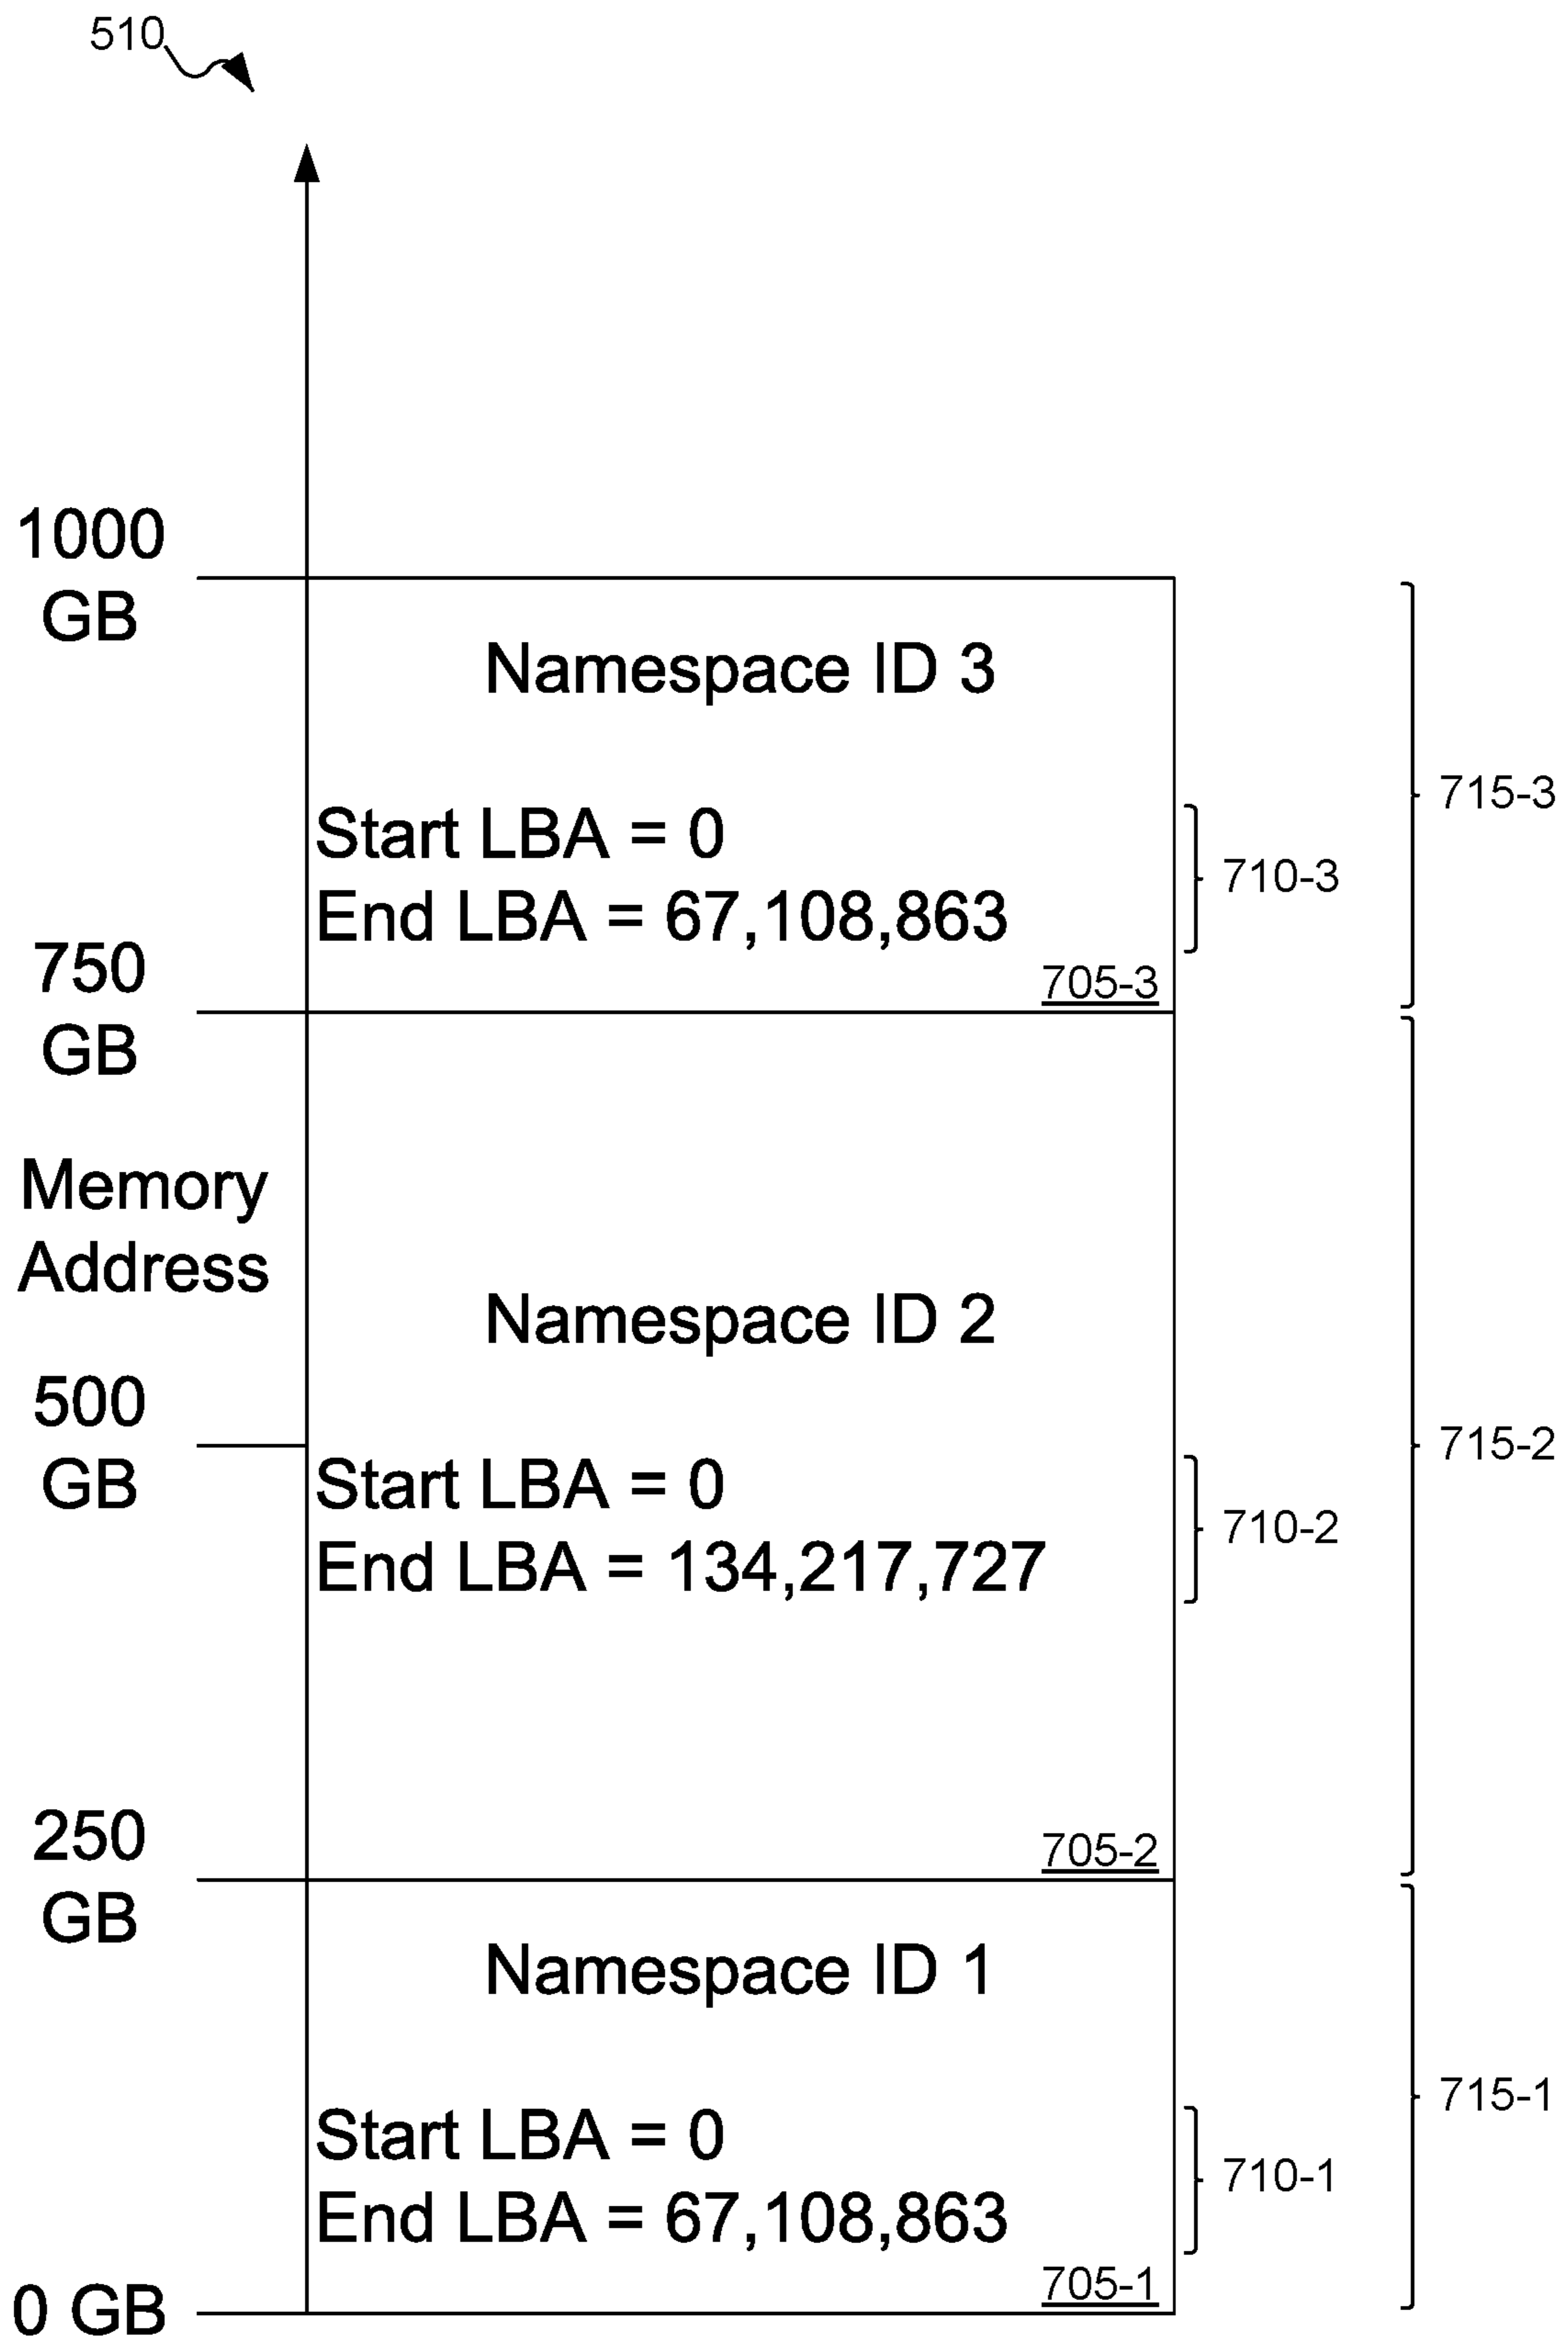 510
1000
GB
Namespace ID 3
Start LBA = 0
End LBA = 67,108,863
710-3
715-3
705-3
750
GB
Memory
Address
Namespace ID 2
500
GB
Start LBA = 0
End LBA = 134,217,727
710-2
715-2
705-2
250
GB
Namespace ID 1
Start LBA = 0
End LBA = 67,108,863
710-1
715-1
705-1
0 GB